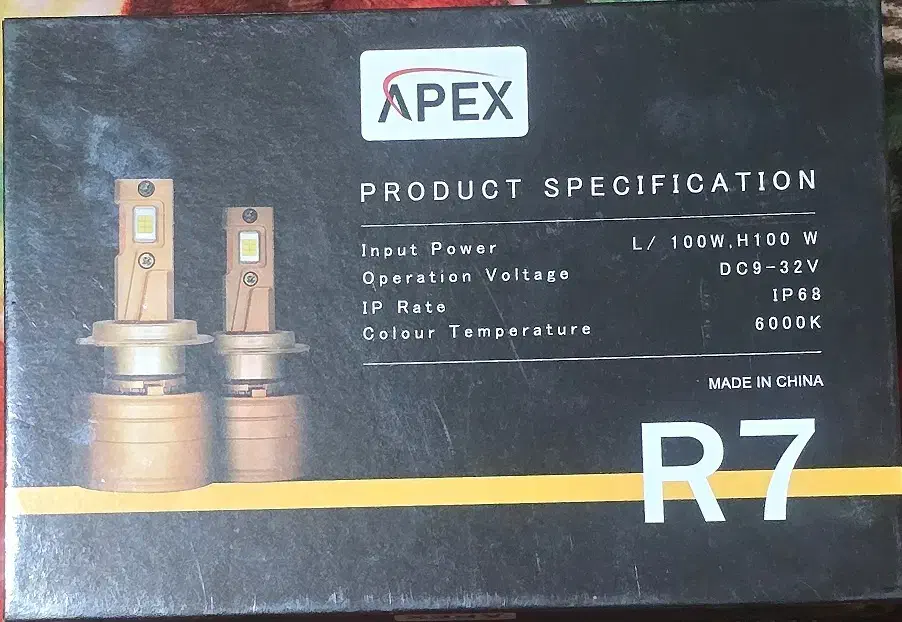 APEX
PRODUCT SPECIFICATION
Input Power L/ 100W,H100 W
Operation Voltage DC9-32V
IP Rate IP68
Colour Temperature 6000K
MADE IN CHINA
R7